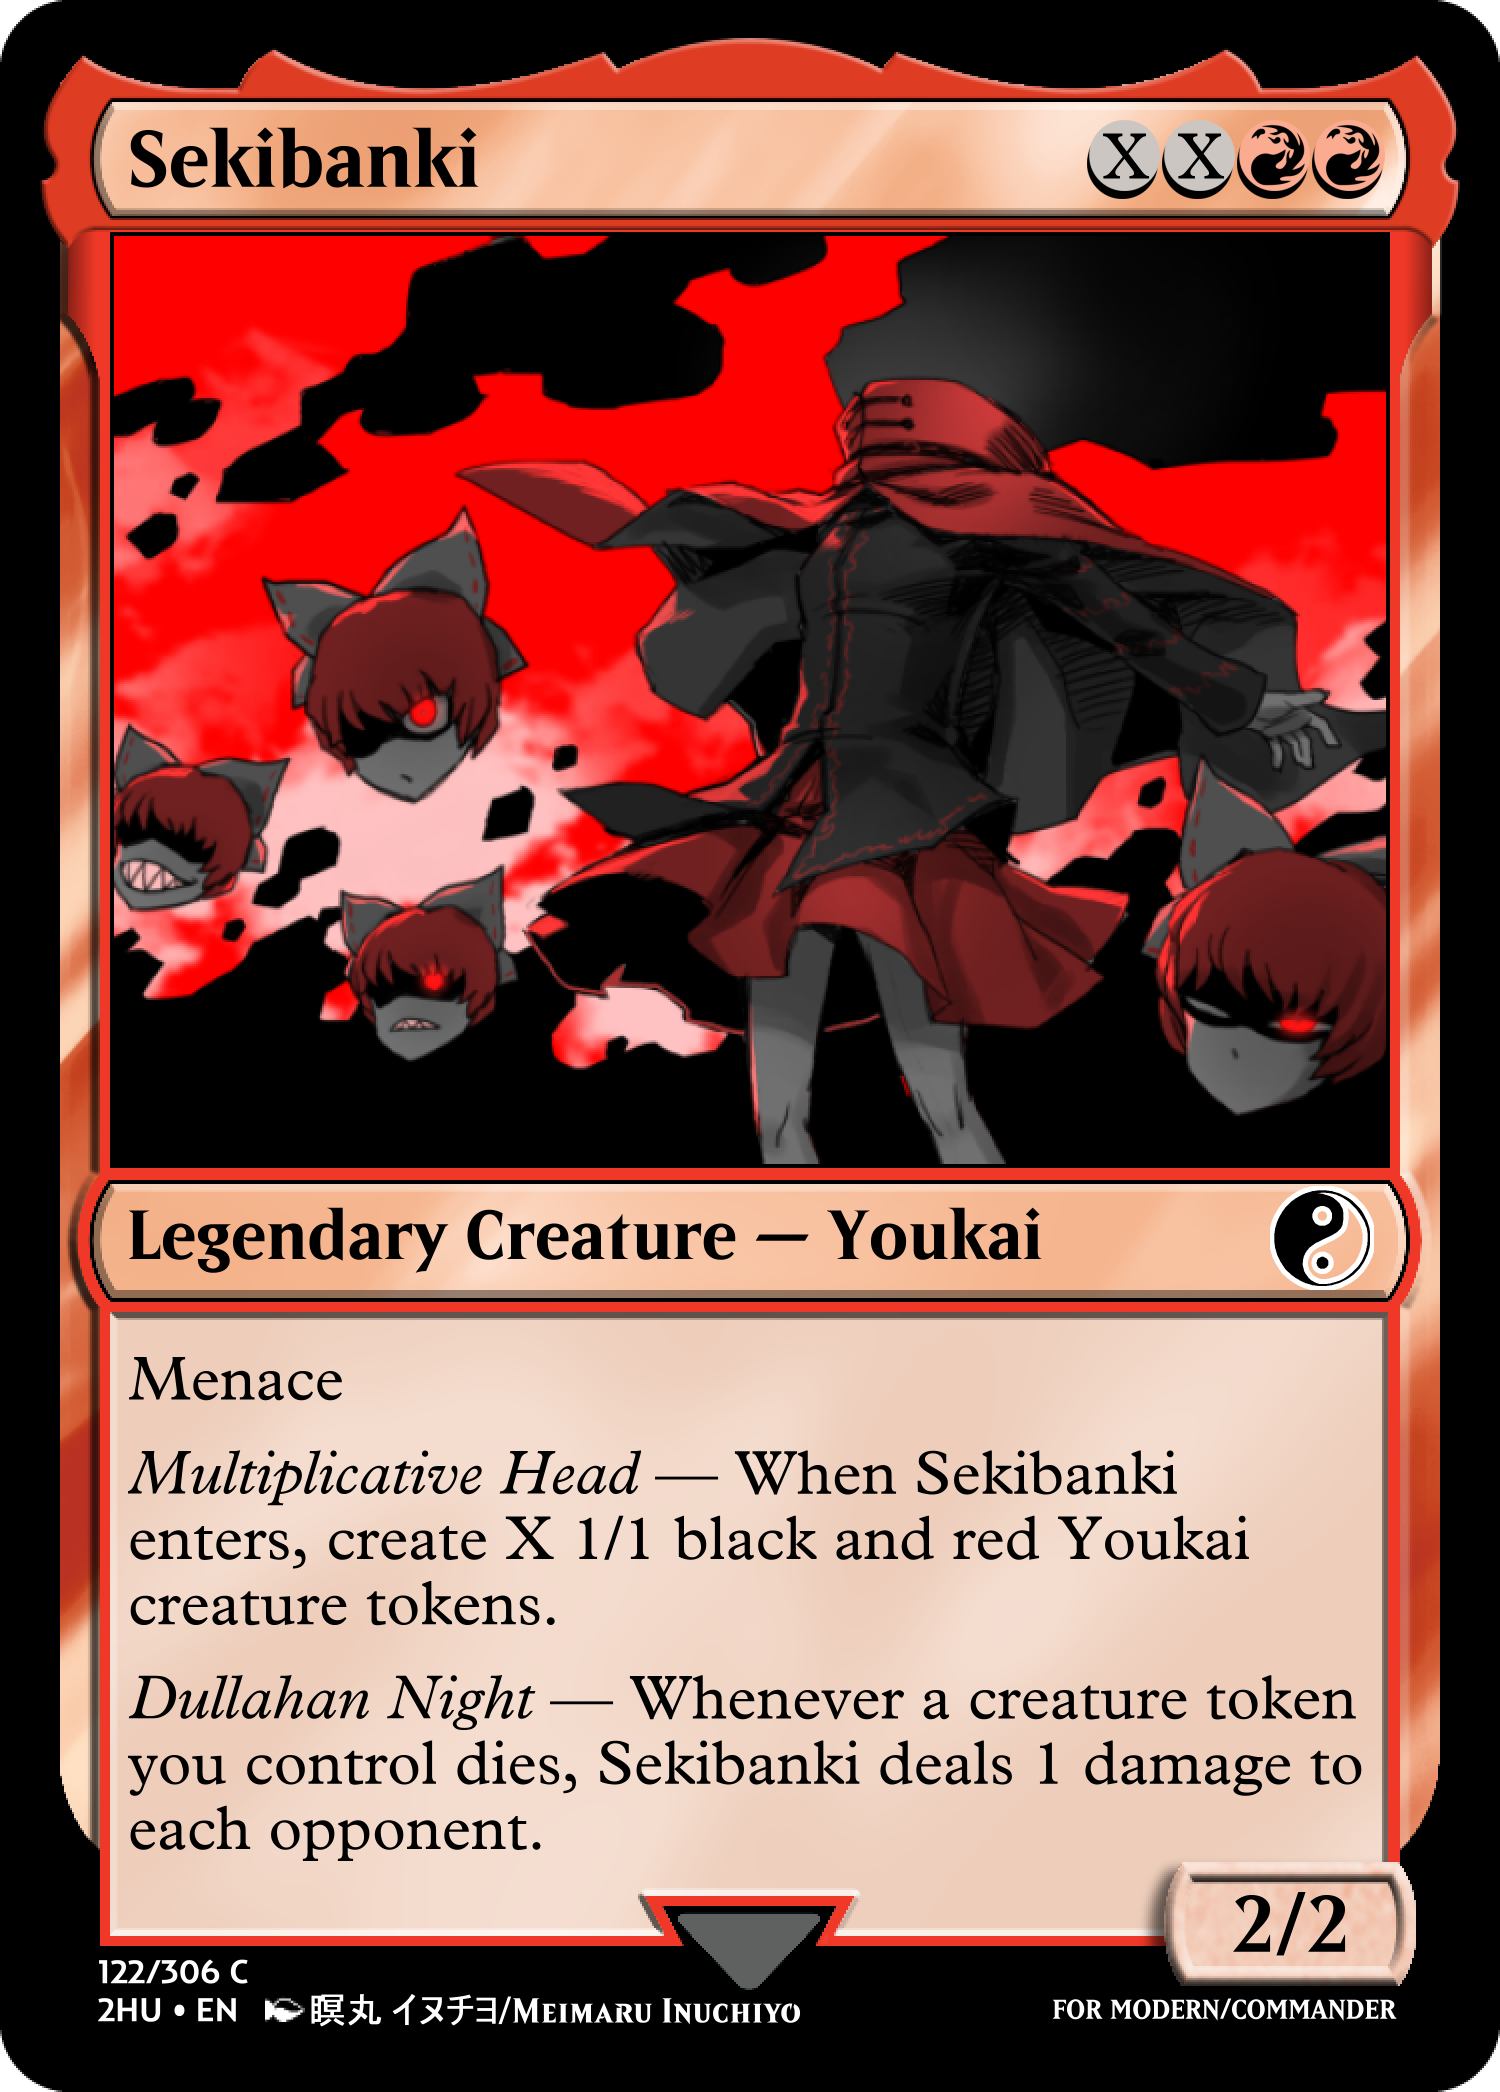 Sekibanki XXRR
Legendary Creature — Youkai
Menace
Multiplicative Head — When Sekibanki
enters, create X 1/1 black and red Youkai
creature tokens.
Dullahan Night — Whenever a creature token
you control dies, Sekibanki deals 1 damage to
each opponent.
2/2
122/306 C
2HU • EN 瞑丸 イヌチヨ/Meimaru Inuchiyo
FOR MODERN/COMMANDER